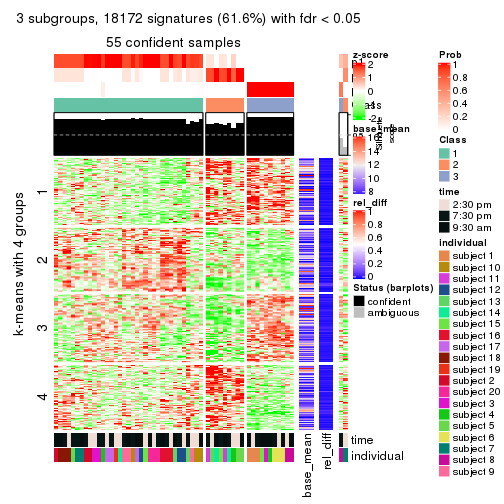 3 subgroups, 18172 signatures (61.6%) with fdr < 0.05
55 confident samples
k-means with 4 groups
1
2
3
4
base_mean
rel_diff
time
individual
z-score
2
1
0
-1
-2
base_mean
16
14
12
10
8
rel_diff
1
0.8
0.6
0.4
0.2
0
Status (barplots)
confident
ambiguous
Silhouette
score
Prob
1
0.8
0.6
0.4
0.2
0
Class
1
2
3
time
2:30 pm
7:30 pm
9:30 am
individual
subject 1
subject 10
subject 11
subject 12
subject 13
subject 14
subject 15
subject 16
subject 17
subject 18
subject 19
subject 2
subject 20
subject 3
subject 4
subject 5
subject 6
subject 7
subject 8
subject 9